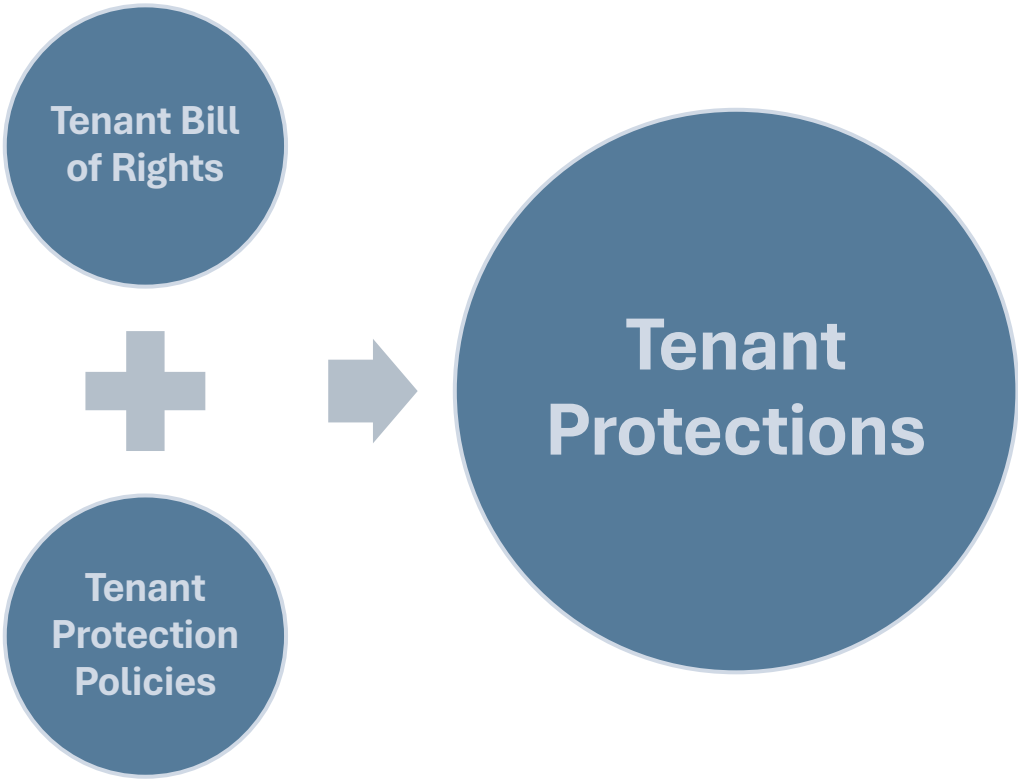 Tenant Bill
of Rights
Tenant
Protection
Policies
Tenant
Protections